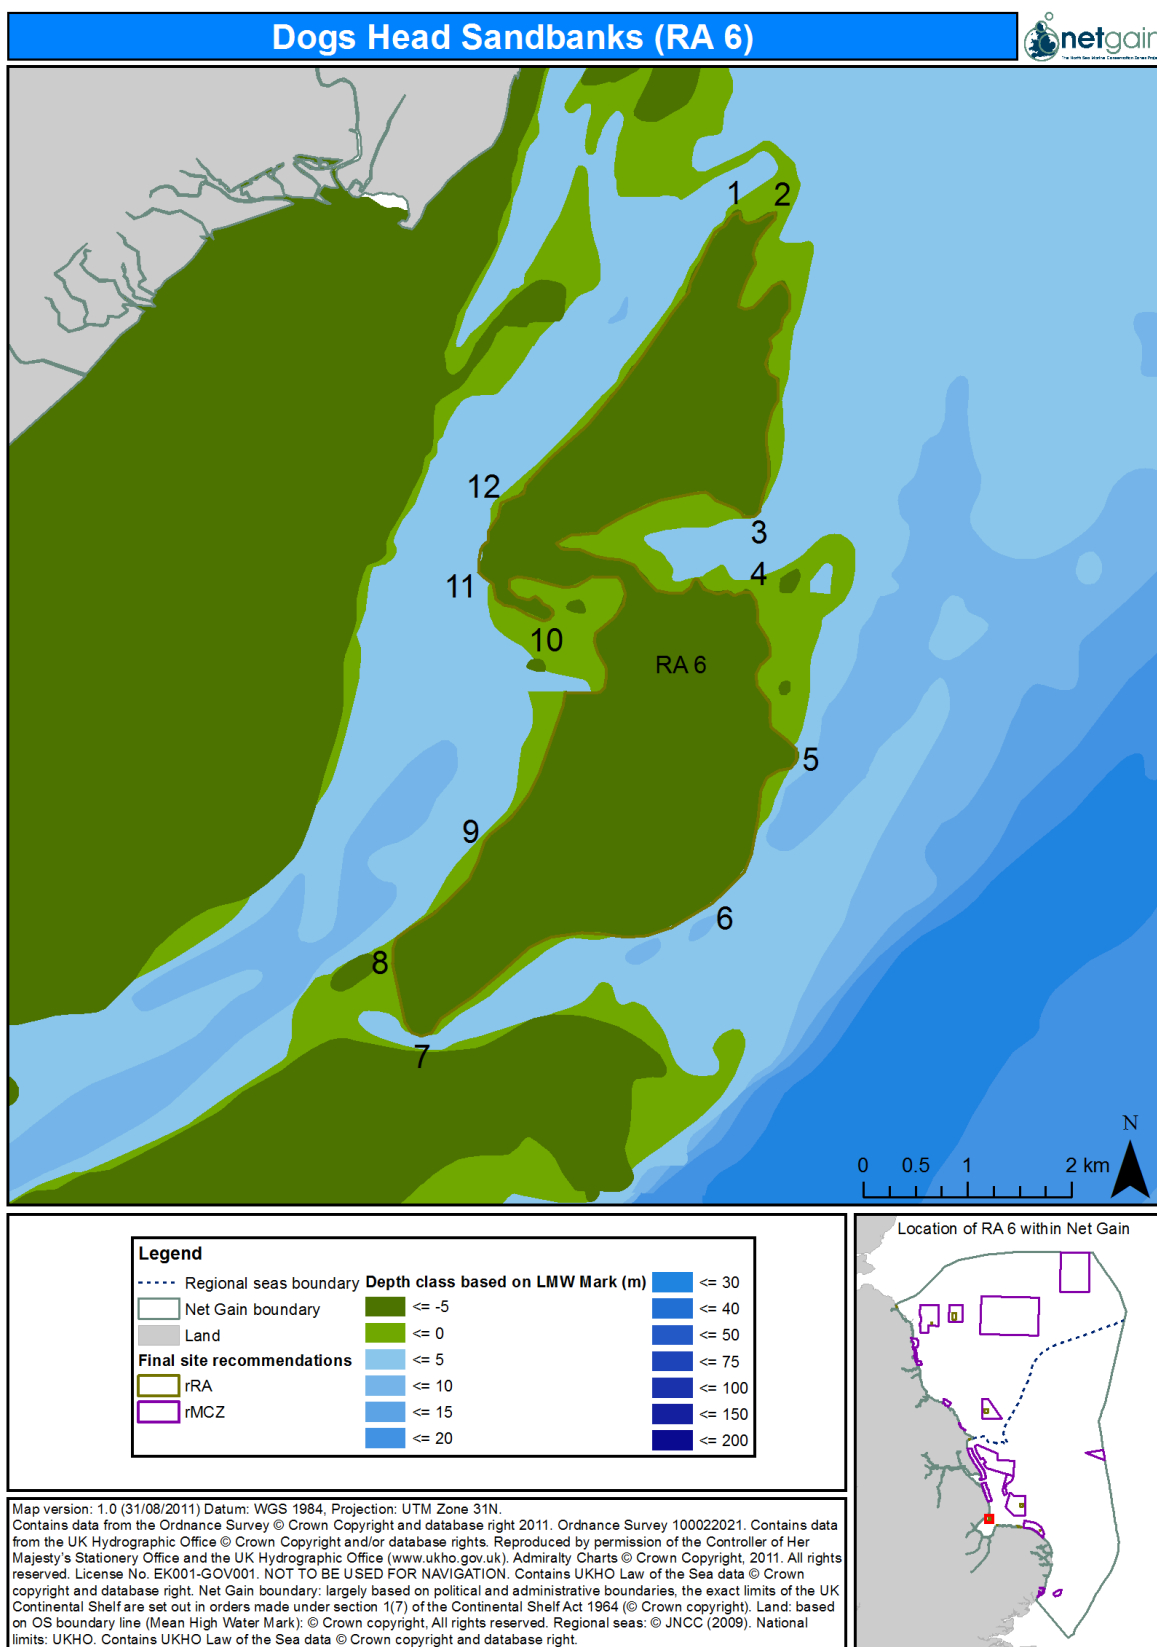 Dogs Head Sandbanks (RA 6)
netgain
The North Sea Marine Conservation Zones Project
1
2
12
3
11
4
10
RA 6
5
9
6
8
7
N
0 0.5 1 2 km
Legend
Regional seas boundary
Net Gain boundary
Land
Final site recommendations
rRA
rMCZ
Depth class based on LMW Mark (m)
<= -5
<= 0
<= 5
<= 10
<= 15
<= 20
<= 30
<= 40
<= 50
<= 75
<= 100
<= 150
<= 200
Location of RA 6 within Net Gain
Map version: 1.0 (31/08/2011) Datum: WGS 1984, Projection: UTM Zone 31N.
Contains data from the Ordnance Survey © Crown Copyright and database right 2011. Ordnance Survey 100022021. Contains data
from the UK Hydrographic Office © Crown Copyright and/or database rights. Reproduced by permission of the Controller of Her
Majesty's Stationery Office and the UK Hydrographic Office (www.ukho.gov.uk). Admiralty Charts © Crown Copyright, 2011. All rights
reserved. License No. EK001-GOV001. NOT TO BE USED FOR NAVIGATION. Contains UKHO Law of the Sea data © Crown
copyright and database right. Net Gain boundary: largely based on political and administrative boundaries, the exact limits of the UK
Continental Shelf are set out in orders made under section 1(7) of the Continental Shelf Act 1964 (© Crown copyright). Land: based
on OS boundary line (Mean High Water Mark): © Crown copyright, All rights reserved. Regional seas: © JNCC (2009). National
limits: UKHO. Contains UKHO Law of the Sea data © Crown copyright and database right.